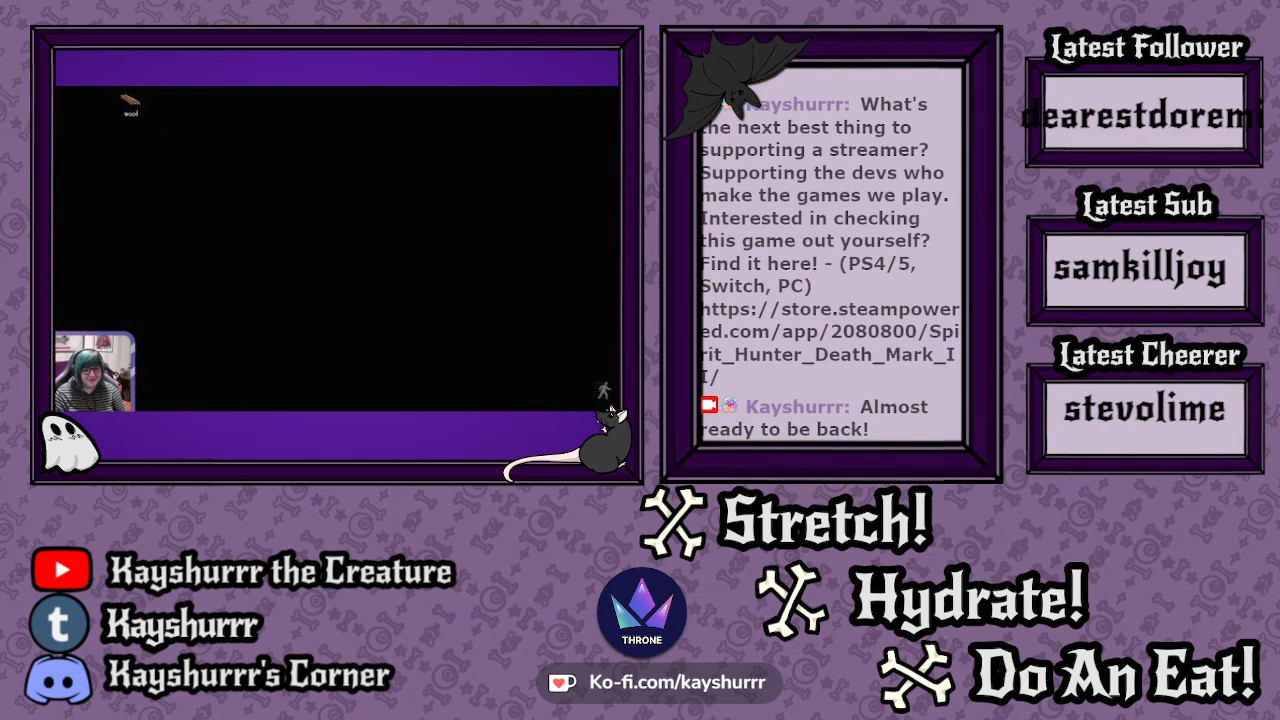 wood
Kayshurrr: What's
the next best thing to
supporting a streamer?
Supporting the devs who
make the games we play.
Interested in checking
this game out yourself?
Find it here! - (PS4/5,
Switch, PC)
https://store.steampower
ed.com/app/2080800/Spi
rit_Hunter_Death_Mark_I
I/
Kayshurrr: Almost
ready to be back!
Latest Follower
dearestdoremi
Latest Sub
samkilljoy
Latest Cheerer
stevolime
Stretch!
Hydrate!
Do An Eat!
Kayshurrr the Creature
t Kayshurrr
Kayshurrr's Corner
THRONE
Ko-fi.com/kayshurrr